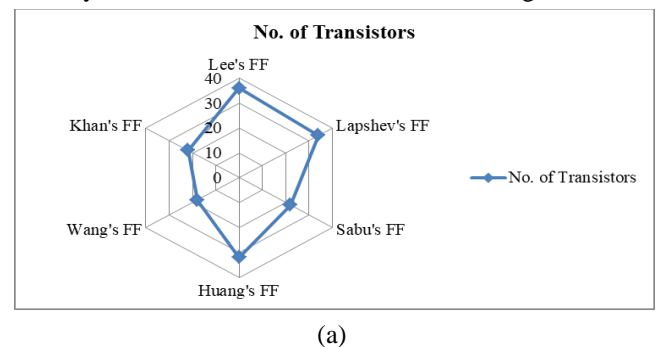 No. of Transistors
Lee's FF
40
30
20
10
0
Khan's FF
Lapshev's FF
No. of Transistors
Wang's FF
Sabu's FF
Huang's FF
(a)